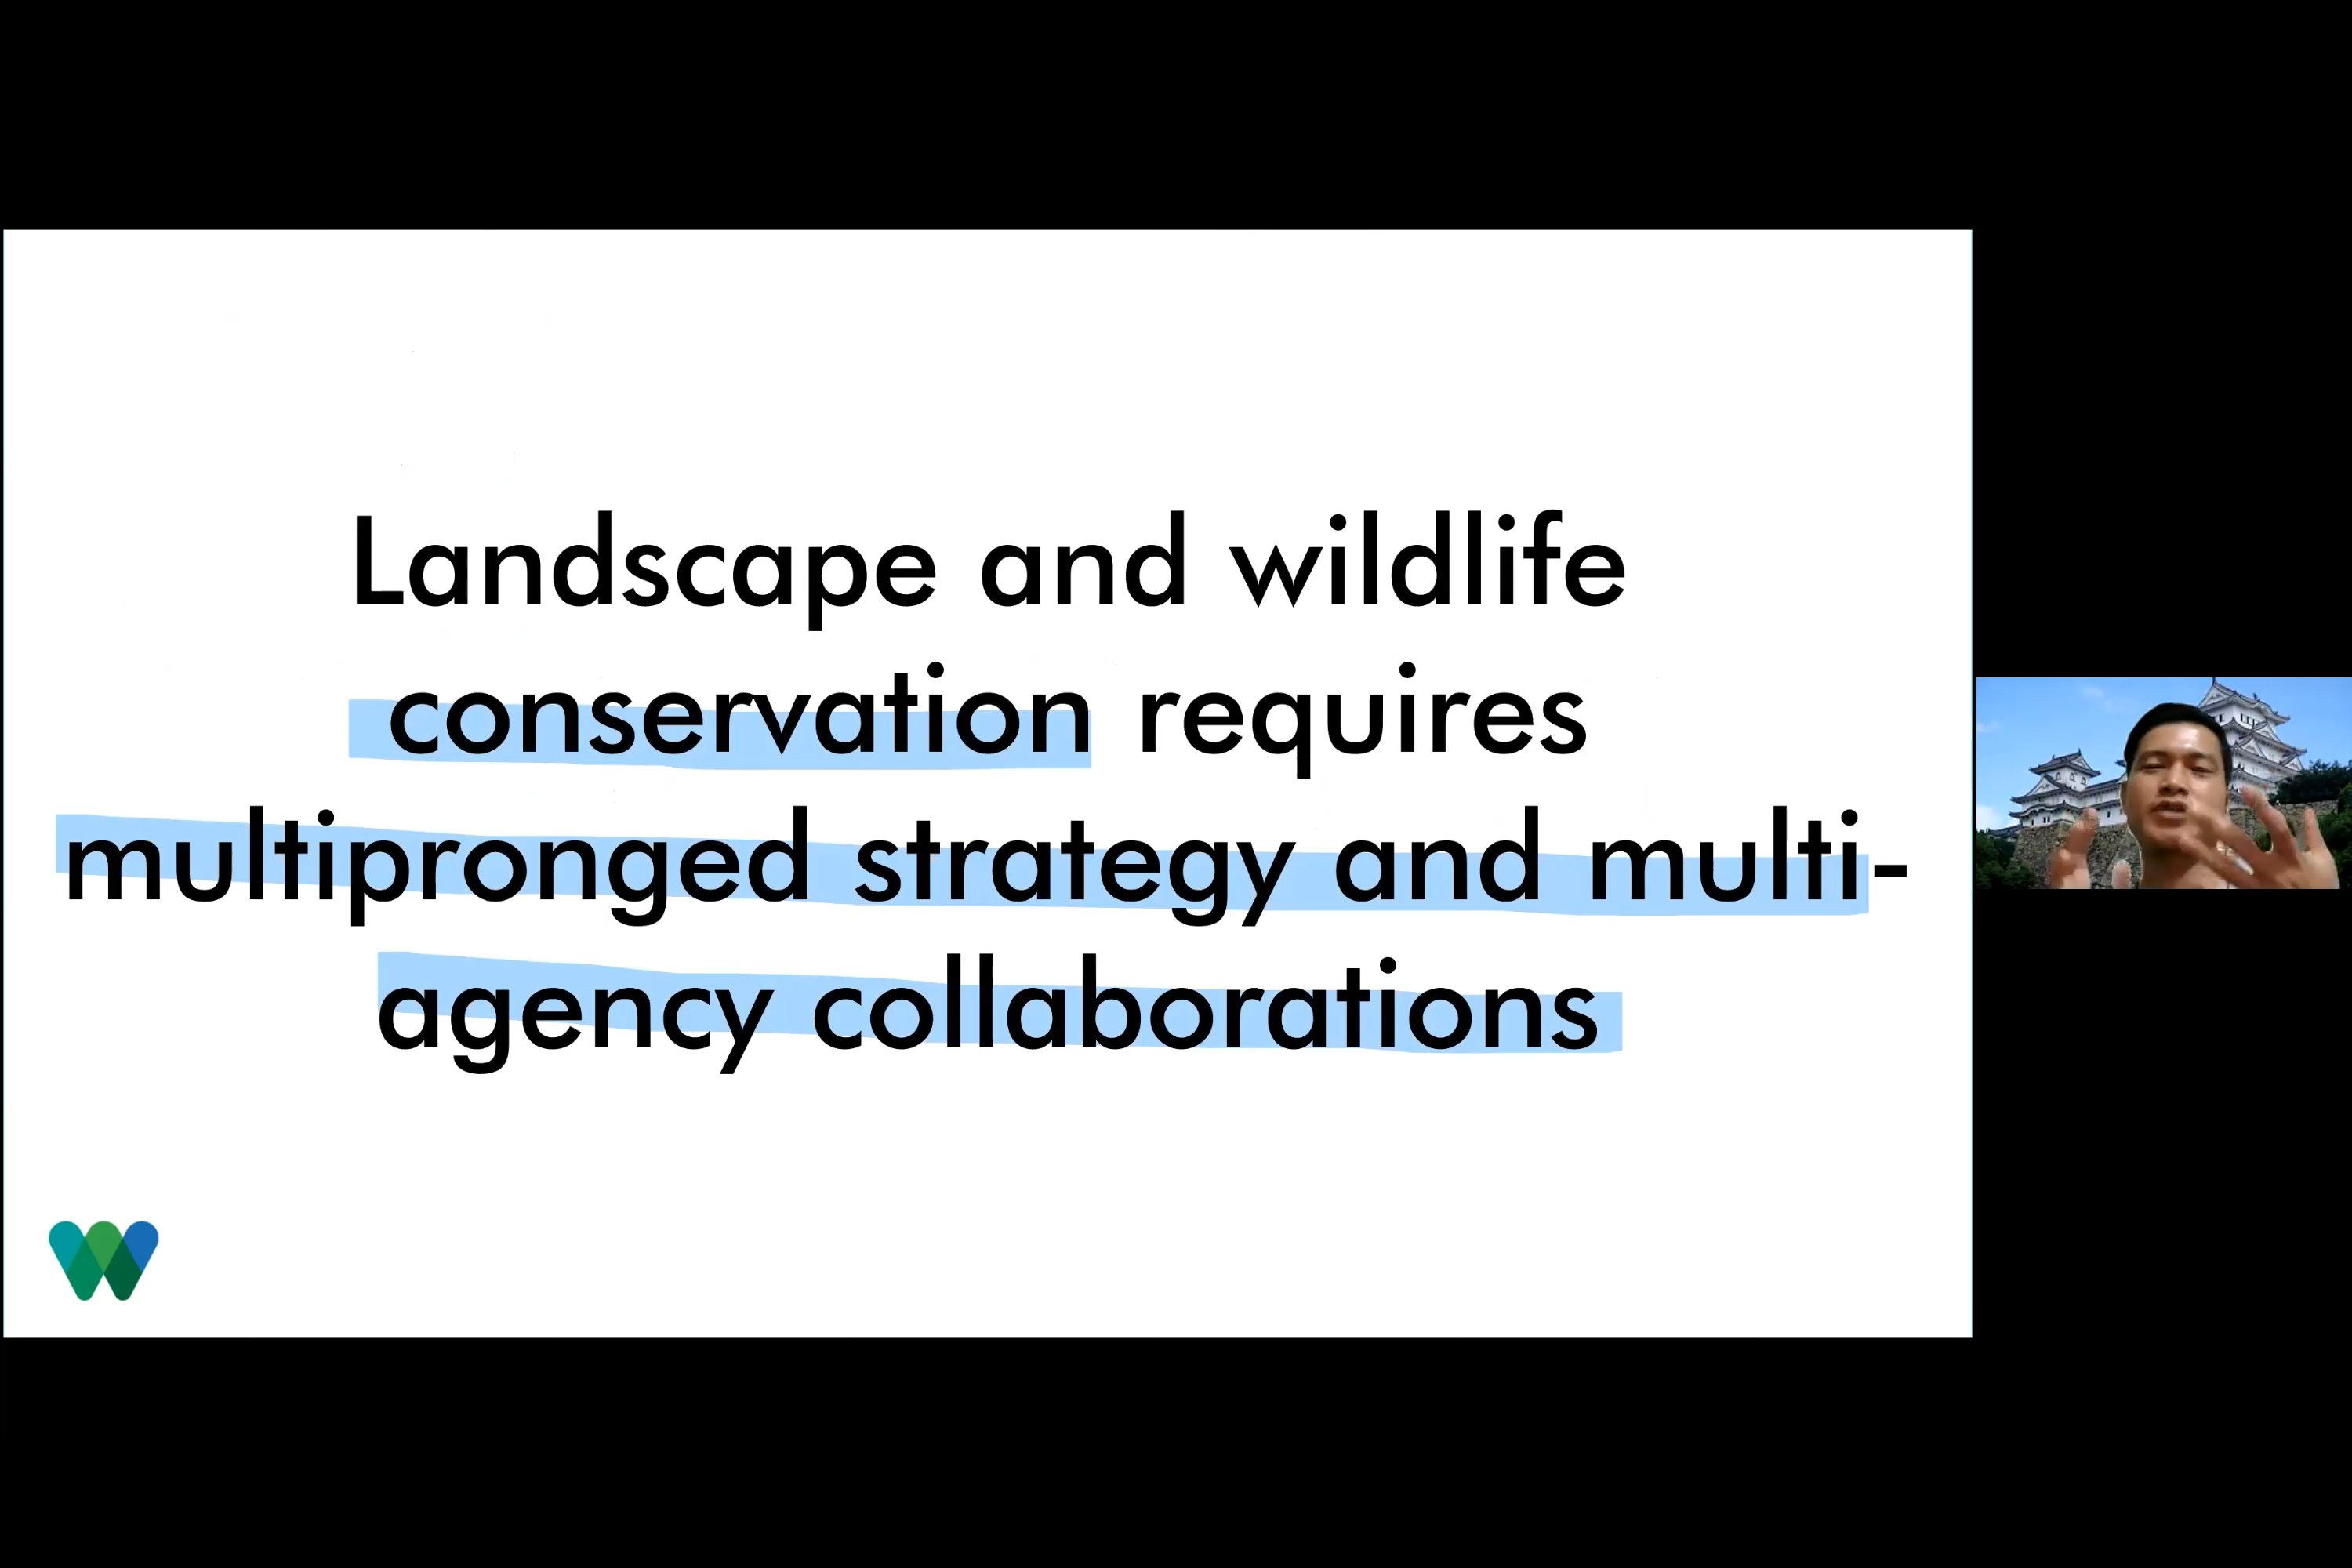 Landscape and wildlife
conservation requires
multipronged strategy and multi-
agency collaborations